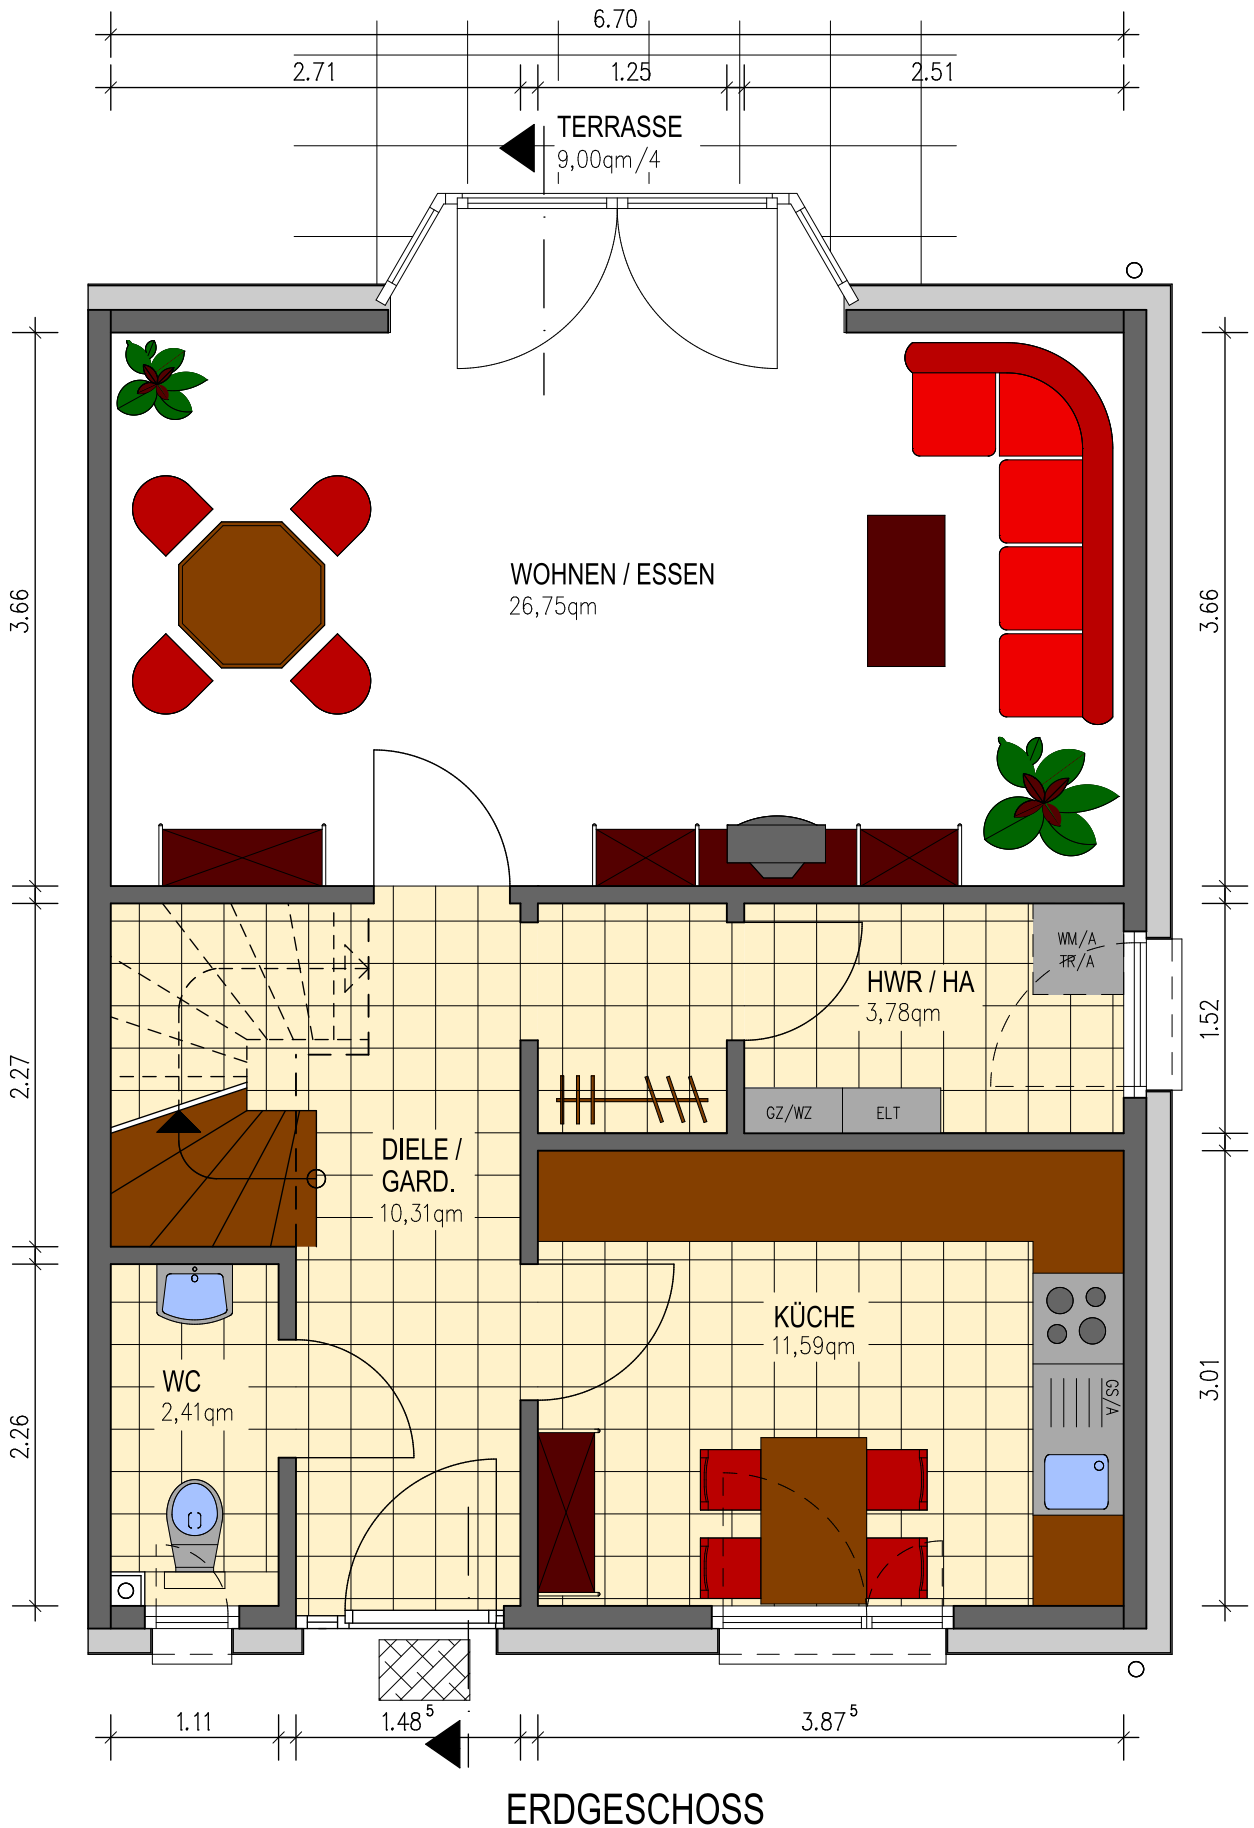 6.70
2.71
1.25
2.51
TERRASSE
9,00qm/4
WOHNEN / ESSEN
26,75qm
3.66
3.66
WM/A
TR/A
HWR / HA
3,78qm
1.52
2.27
GZ/WZ
ELT
DIELE /
GARD.
10,31qm
KÜCHE
11,59qm
WC
2,41qm
GS/A
3.01
2.26
1.11
1.48⁵
3.87⁵
ERDGESCHOSS